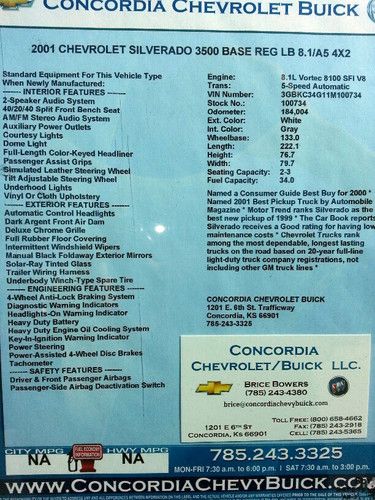 CONCORDIA CHEVROLET BUICK
2001 CHEVROLET SILVERADO 3500 BASE REG LB 8.1/A5 4X2
Standard Equipment For This Vehicle Type
When Newly Manufactured:
-------- INTERIOR FEATURES --------
2-Speaker Audio System
40/20/40 Split Front Bench Seat
AM/FM Stereo Audio System
Auxiliary Power Outlets
Courtesy Lights
Dome Light
Full-Length Color-Keyed Headliner
Passenger Assist Grips
Simulated Leather Steering Wheel
Tilt Adjustable Steering Wheel
Underhood Lights
Vinyl Or Cloth Upholstery
-------- EXTERIOR FEATURES --------
Automatic Control Headlights
Dark Argent Front Air Dam
Deluxe Chrome Grille
Full Rubber Floor Covering
Intermittent Windshield Wipers
Manual Black Foldaway Exterior Mirrors
Solar-Ray Tinted Glass
Trailer Wiring Harness
Underbody Winch-Type Spare Tire
-------- ENGINEERING FEATURES --------
4-Wheel Anti-Lock Braking System
Diagnostic Warning Indicators
Headlights-On Warning Indicator
Heavy Duty Battery
Heavy Duty Engine Oil Cooling System
Key-In-Ignition Warning Indicator
Power Steering
Power-Assisted 4-Wheel Disc Brakes
Tachometer
-------- SAFETY FEATURES --------
Driver & Front Passenger Airbags
Passenger-Side Airbag Deactivation Switch
Engine: 8.1L Vortec 8100 SFI V8
Trans: 5-Speed Automatic
VIN Number: 3GBKC34G11M100734
Stock No.: 100734
Odometer: 184,004
Ext. Color: White
Int. Color: Gray
Wheelbase: 133.0
Length: 222.1
Height: 76.7
Width: 79.7
Seating Capacity: 2-3
Fuel Capacity: 34.0
Named a Consumer Guide Best Buy for 2000 *
Named 2001 Best Pickup Truck by Automobile
Magazine * Motor Trend ranks Silverado as the
best new pickup of 1999 * The Car Book reports
Silverado receives a Good rating for having low
maintenance costs * Chevrolet Trucks rank
among the most dependable, longest lasting
trucks on the road based on 20-year full-line
light-duty truck company registrations, not
including other GM truck lines *
CONCORDIA CHEVROLET BUICK
1201 E. 6th St. Trafficway
Concordia, KS 66901
785-243-3325
CONCORDIA
CHEVROLET/BUICK LLC.
BRICE BOWERS
(785) 243-4380
brice@concordiachevybuick.com
1201 E 6TH ST
CONCORDIA, KS 66901
TOLL FREE: (800) 658-4662
FAX: (785) 243-2918
CELL: (785) 243-5365
CITY MPG
NA
FUEL ECONOMY
INFORMATION
HWY MPG
NA
785.243.3325
MON-FRI 7:30 a.m. to 6:00 p.m. | SAT 7:30 a.m. to 3:00 p.m.
WWW.CONCORDIACHEVYBUICK.COM